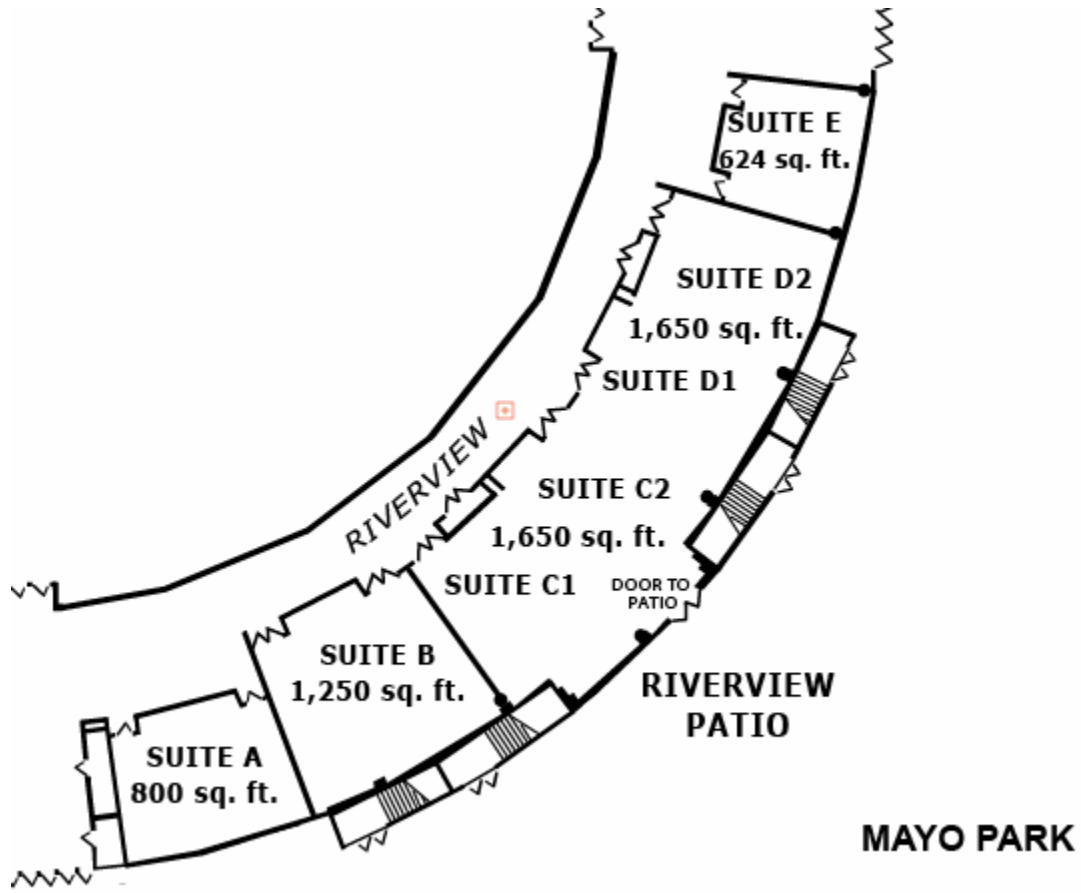 SUITE E
624 sq. ft.
SUITE D2
1,650 sq. ft.
SUITE D1
RIVERVIEW
SUITE C2
1,650 sq. ft.
SUITE C1
DOOR TO
PATIO
SUITE B
1,250 sq. ft.
RIVERVIEW
PATIO
SUITE A
800 sq. ft.
MAYO PARK